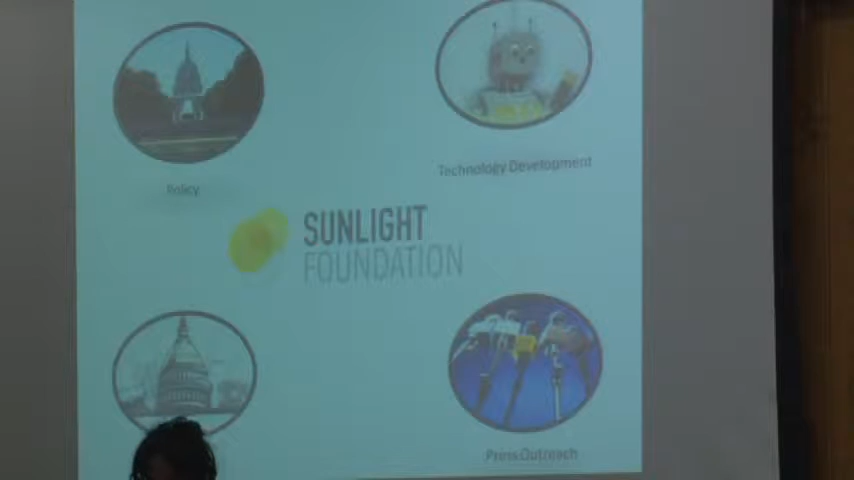 Technology Development
Policy
SUNLIGHT
FOUNDATION
Press Outreach